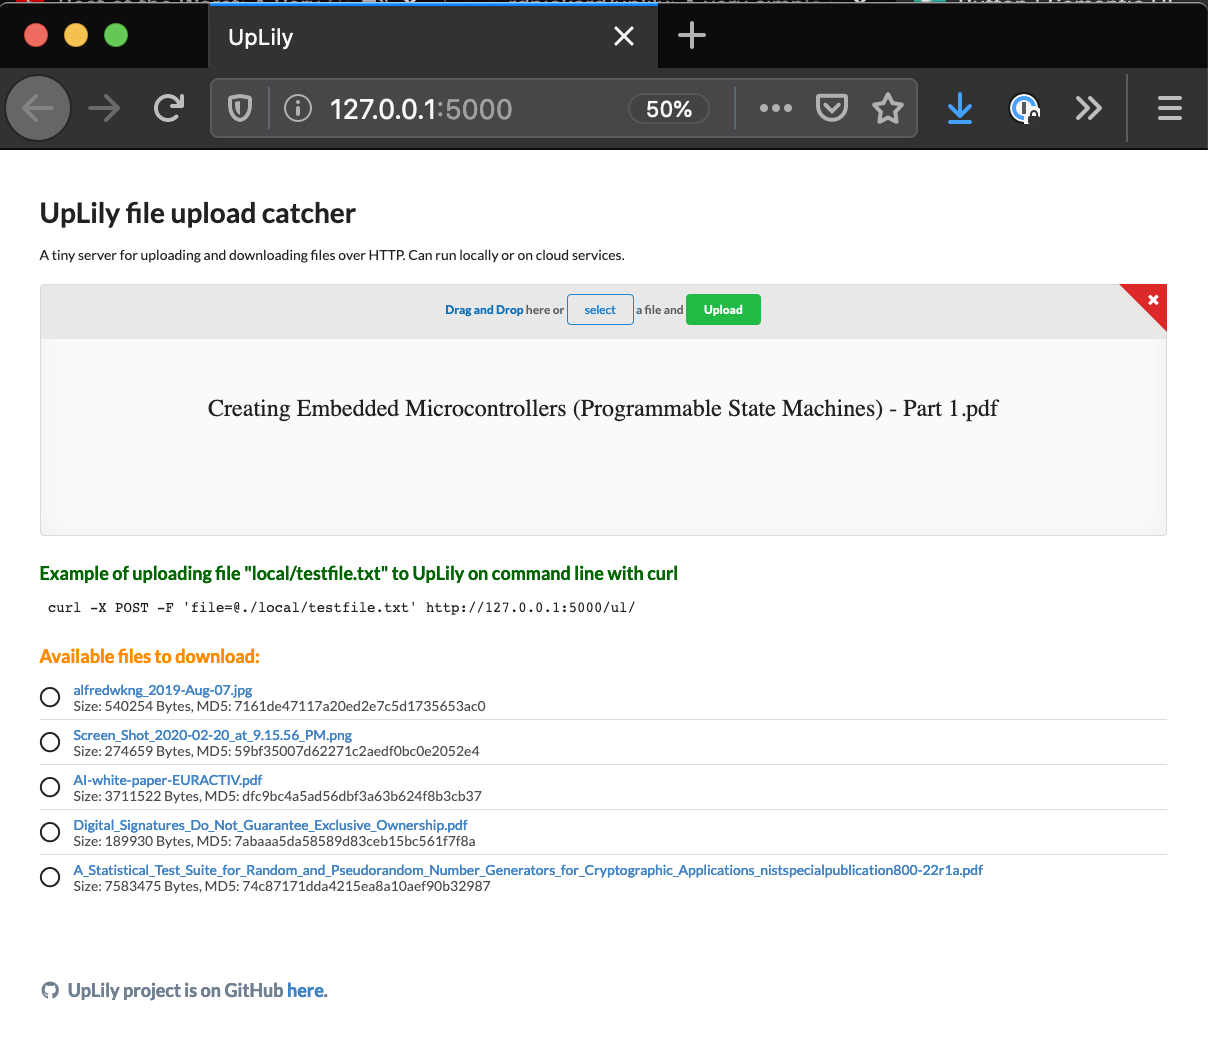 UpLily
127.0.0.1:5000
50%
UpLily file upload catcher
A tiny server for uploading and downloading files over HTTP. Can run locally or on cloud services.
Drag and Drop here or select a file and Upload
Creating Embedded Microcontrollers (Programmable State Machines) - Part 1.pdf
Example of uploading file "local/testfile.txt" to UpLily on command line with curl
curl -X POST -F 'file=@./local/testfile.txt' http://127.0.0.1:5000/ul/
Available files to download:
alfredwkng_2019-Aug-07.jpg
Size: 540254 Bytes, MD5: 7161de47117a20ed2e7c5d1735653ac0
Screen_Shot_2020-02-20_at_9.15.56_PM.png
Size: 274659 Bytes, MD5: 59bf35007d62271c2aedf0bc0e2052e4
AI-white-paper-EURACTIV.pdf
Size: 3711522 Bytes, MD5: dfc9bc4a5ad56dbf3a63b624f8b3cb37
Digital_Signatures_Do_Not_Guarantee_Exclusive_Ownership.pdf
Size: 189930 Bytes, MD5: 7abaaa5da58589d83ceb15bc561f7f8a
A_Statistical_Test_Suite_for_Random_and_Pseudorandom_Number_Generators_for_Cryptographic_Applications_nistspecialpublication800-22r1a.pdf
Size: 7583475 Bytes, MD5: 74c87171dda4215ea8a10aef90b32987
UpLily project is on GitHub here.